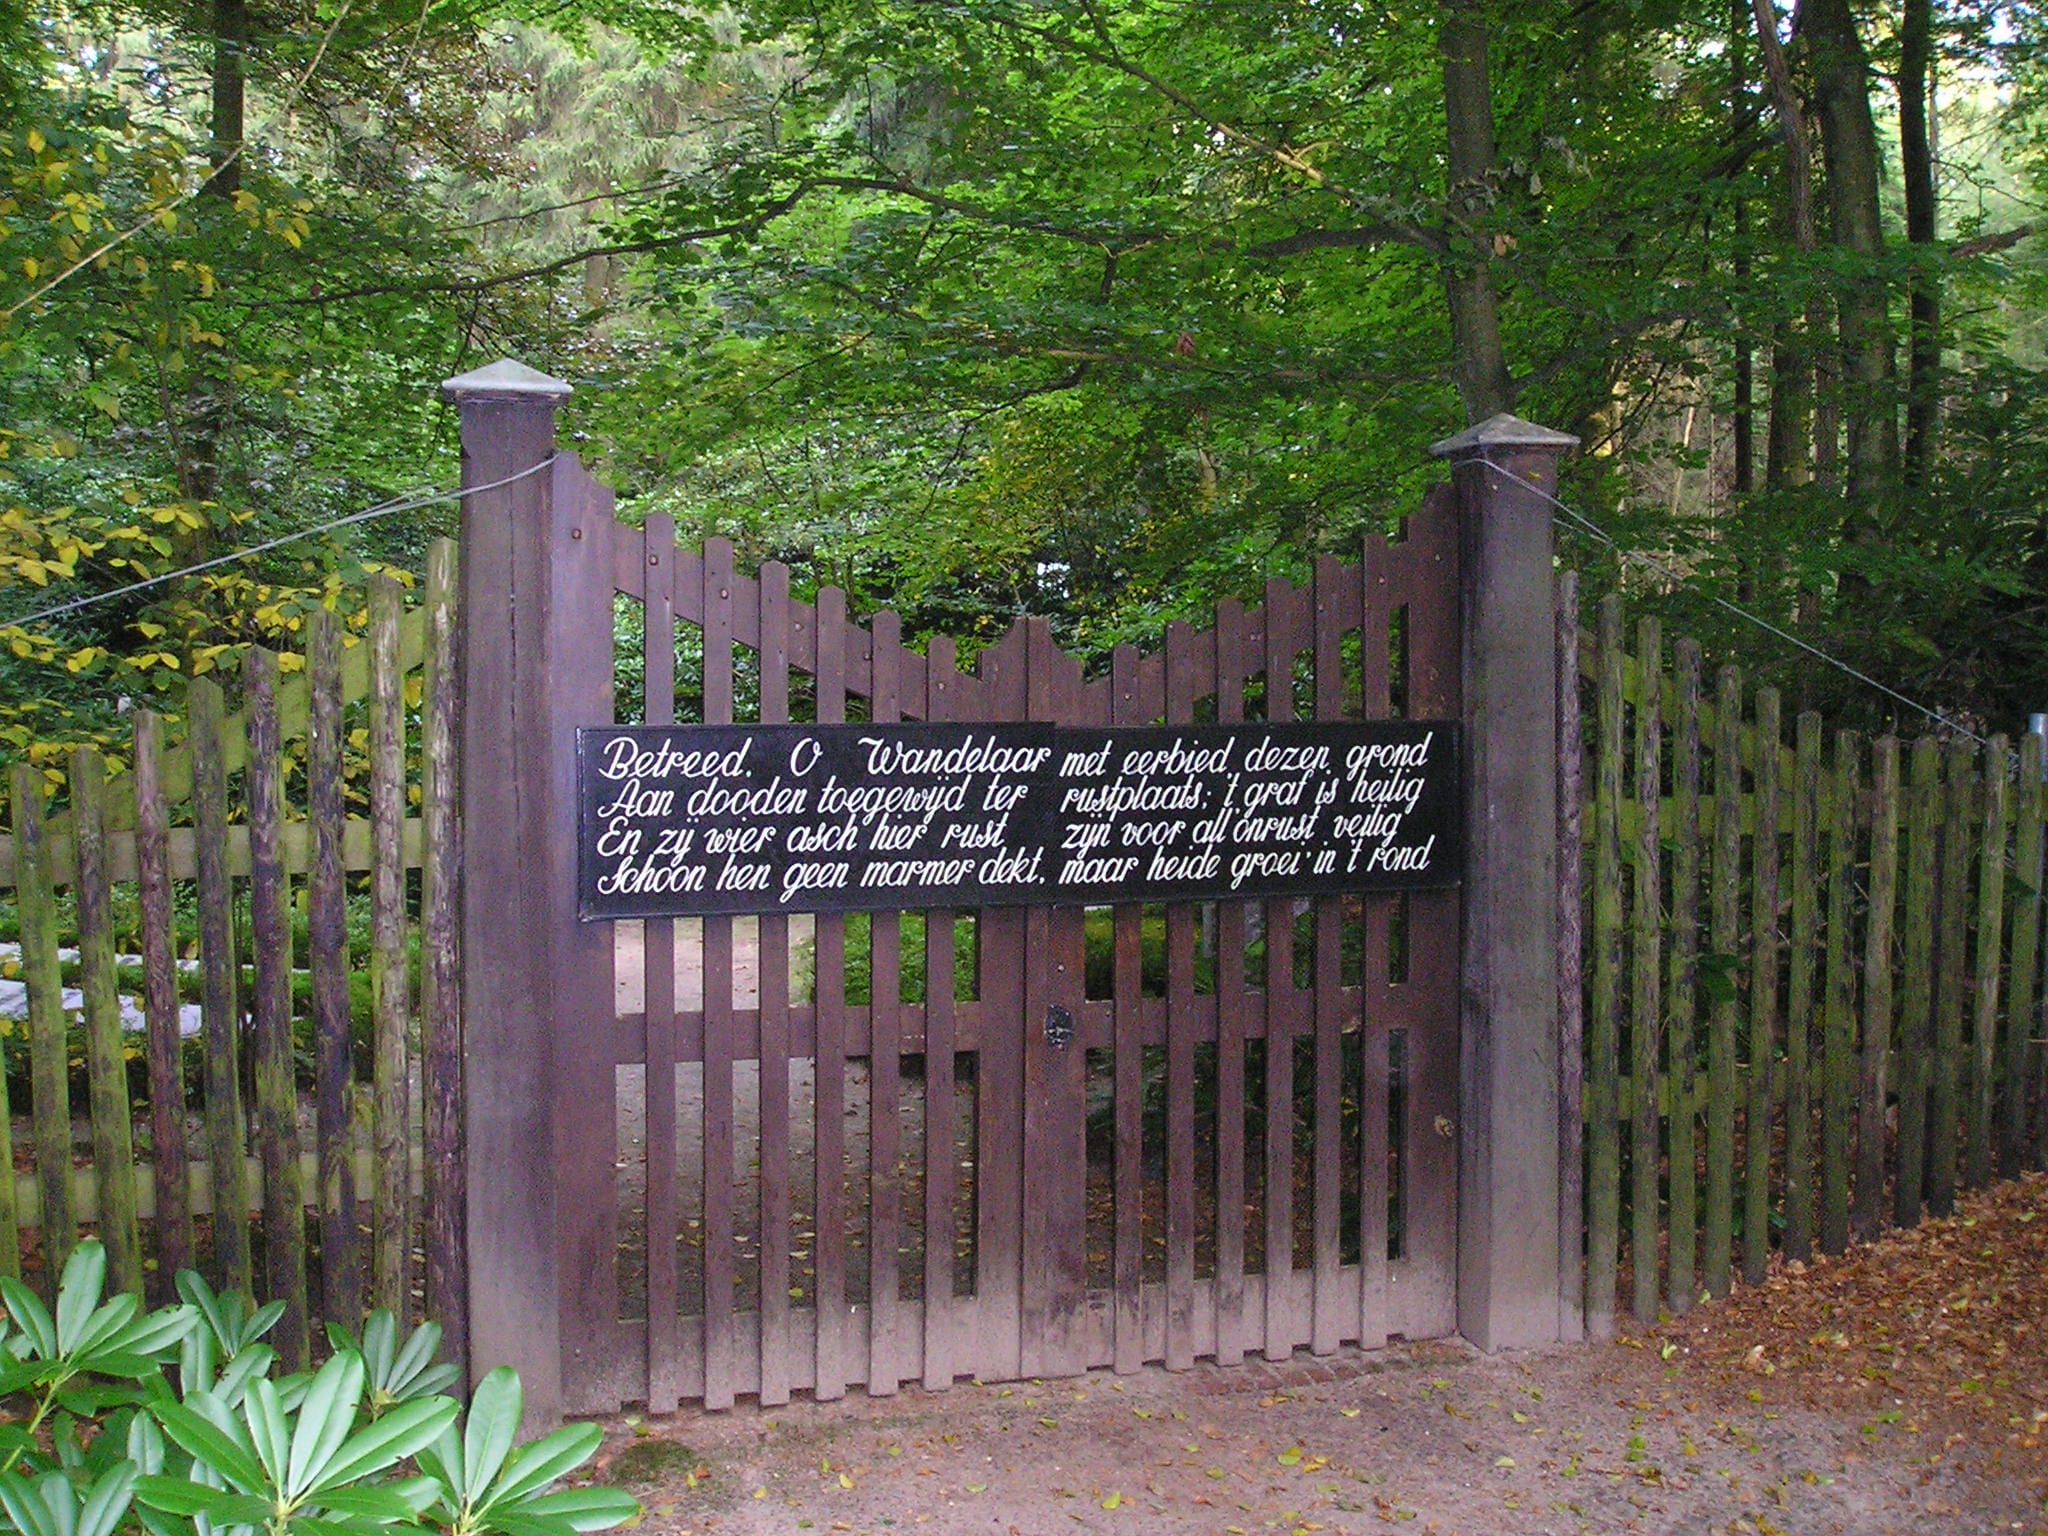 Betreed, O Wandelaar met eerbied dezen grond
Aan dooden toegewijd ter rustplaats; 't graf is heilig
En zij wier asch hier rust zijn voor all' onrust veilig
Schoon hen geen marmer dekt, maar heide groei' in 't rond